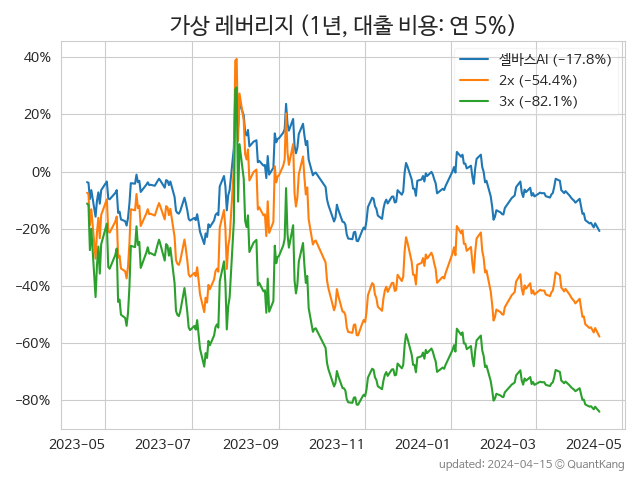 가상 레버리지 (1년, 대출 비용: 연 5%)
셀바스AI (-17.8%)
2x (-54.4%)
3x (-82.1%)
40%
20%
0%
-20%
-40%
-60%
-80%
2023-05 2023-07 2023-09 2023-11 2024-01 2024-03 2024-05
updated: 2024-04-15 © QuantKang